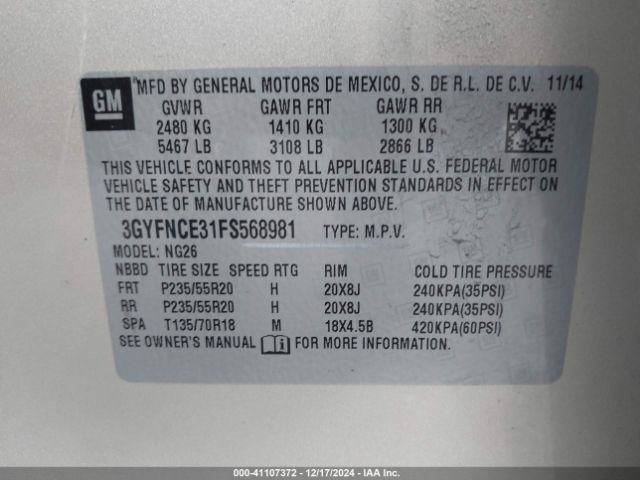 GM
MFD BY GENERAL MOTORS DE MEXICO, S. DE R.L. DE C.V. 11/14
GVWR GAWR FRT GAWR RR
2480 KG 1410 KG 1300 KG
5467 LB 3108 LB 2866 LB
THIS VEHICLE CONFORMS TO ALL APPLICABLE U.S. FEDERAL MOTOR
VEHICLE SAFETY AND THEFT PREVENTION STANDARDS IN EFFECT ON
THE DATE OF MANUFACTURE SHOWN ABOVE.
3GYFNCE31FS568981 TYPE: M.P.V.
MODEL: NG26
NBBD TIRE SIZE SPEED RTG RIM COLD TIRE PRESSURE
FRT P235/55R20 H 20X8J 240KPA(35PSI)
RR P235/55R20 H 20X8J 240KPA(35PSI)
SPA T135/70R18 M 18X4.5B 420KPA(60PSI)
SEE OWNER'S MANUAL FOR MORE INFORMATION.
000-41107372 - 12/17/2024 - IAAI.com